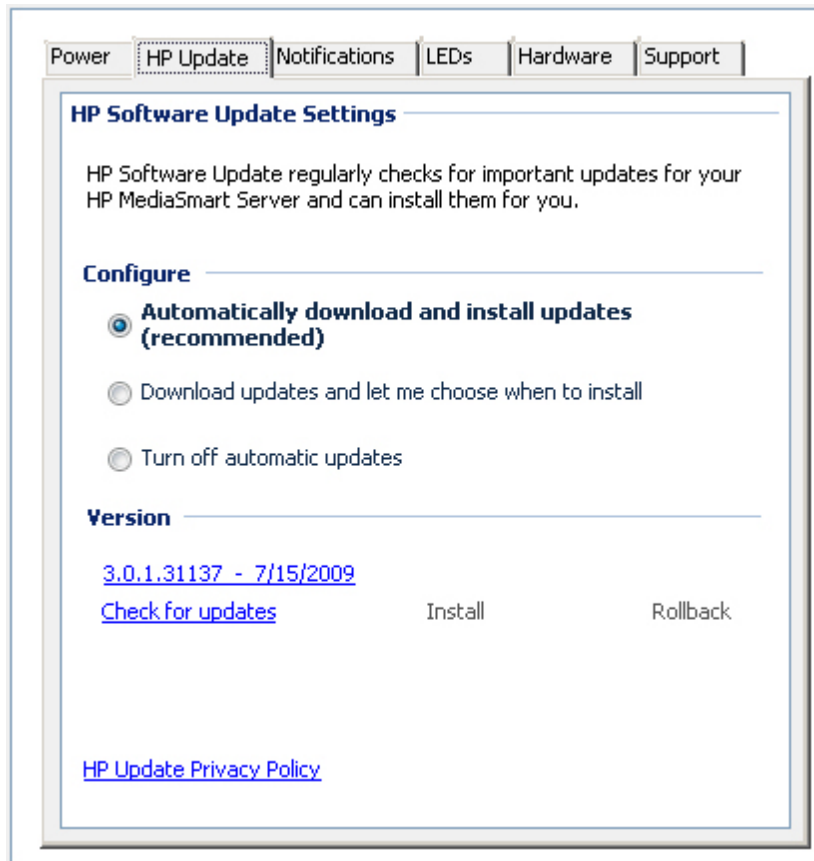 Power HP Update Notifications LEDs Hardware Support
HP Software Update Settings
HP Software Update regularly checks for important updates for your
HP MediaSmart Server and can install them for you.
Configure
Automatically download and install updates
(recommended)
Download updates and let me choose when to install
Turn off automatic updates
Version
3.0.1.31137 - 7/15/2009
Check for updates Install Rollback
HP Update Privacy Policy